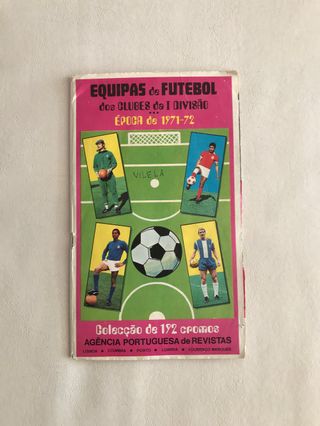 EQUIPAS de FUTEBOL
dos CLUBES da I DIVISÃO
ÉPOCA de 1971-72
VILELA
Colecção de 192 cromos
AGÊNCIA PORTUGUESA de REVISTAS
LISBOA ★ COIMBRA ★ PORTO ★ LUANDA ★ LOURENÇO MARQUES